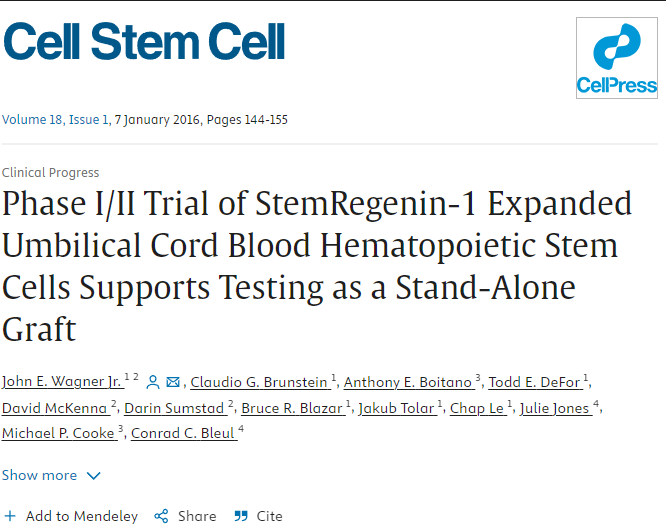 Cell Stem Cell
CellPress
Volume 18, Issue 1, 7 January 2016, Pages 144-155
Clinical Progress
Phase I/II Trial of StemRegenin-1 Expanded
Umbilical Cord Blood Hematopoietic Stem
Cells Supports Testing as a Stand-Alone
Graft
John E. Wagner Jr. 1 2 , Claudio G. Brunstein 1, Anthony E. Boitano 3, Todd E. DeFor 1,
David McKenna 2, Darin Sumstad 2, Bruce R. Blazar 1, Jakub Tolar 1, Chap Le 1, Julie Jones 4,
Michael P. Cooke 3, Conrad C. Bleul 4
Show more
+ Add to Mendeley Share Cite